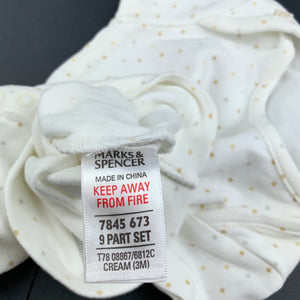 MARKS & SPENCER
MADE IN CHINA
KEEP AWAY
FROM FIRE
7845 673
9 PART SET
T78 08867/6812C
CREAM (3M)